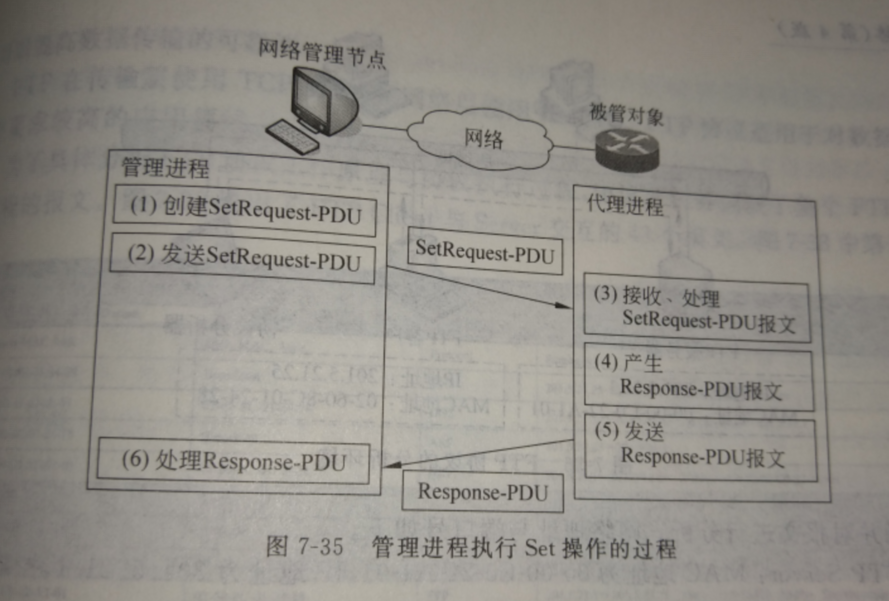 网络管理节点
网络
被管对象
管理进程
(1) 创建SetRequest-PDU
(2) 发送SetRequest-PDU
SetRequest-PDU
代理进程
(3) 接收、处理
SetRequest-PDU报文
(4) 产生
Response-PDU报文
(5) 发送
Response-PDU报文
(6) 处理Response-PDU
Response-PDU
图 7-35 管理进程执行 Set 操作的过程